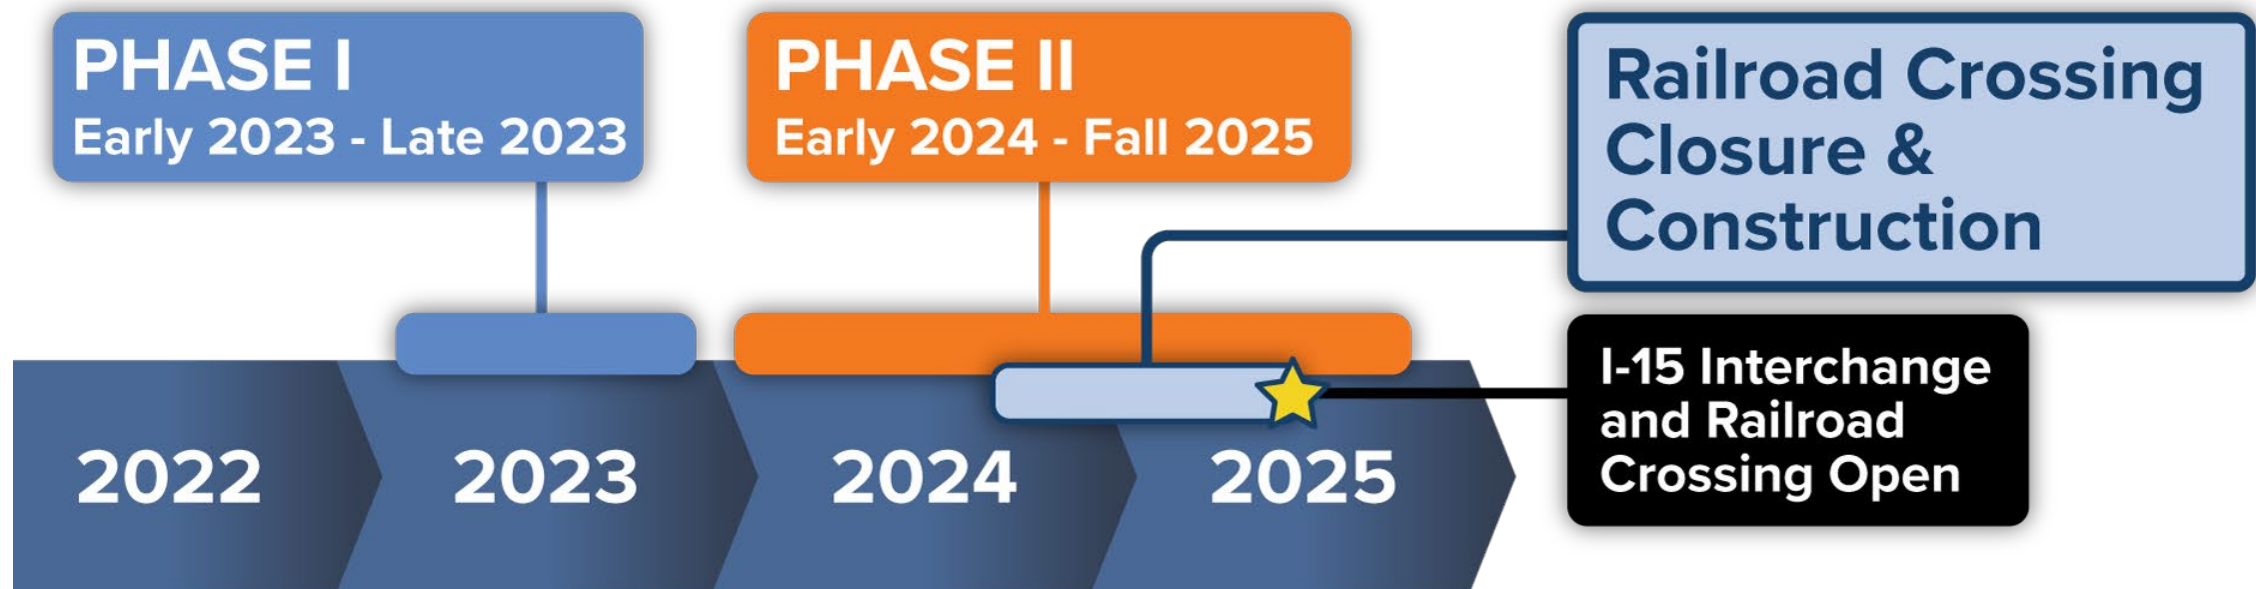 PHASE I
Early 2023 - Late 2023
PHASE II
Early 2024 - Fall 2025
Railroad Crossing
Closure &
Construction
I-15 Interchange
and Railroad
Crossing Open
2022
2023
2024
2025